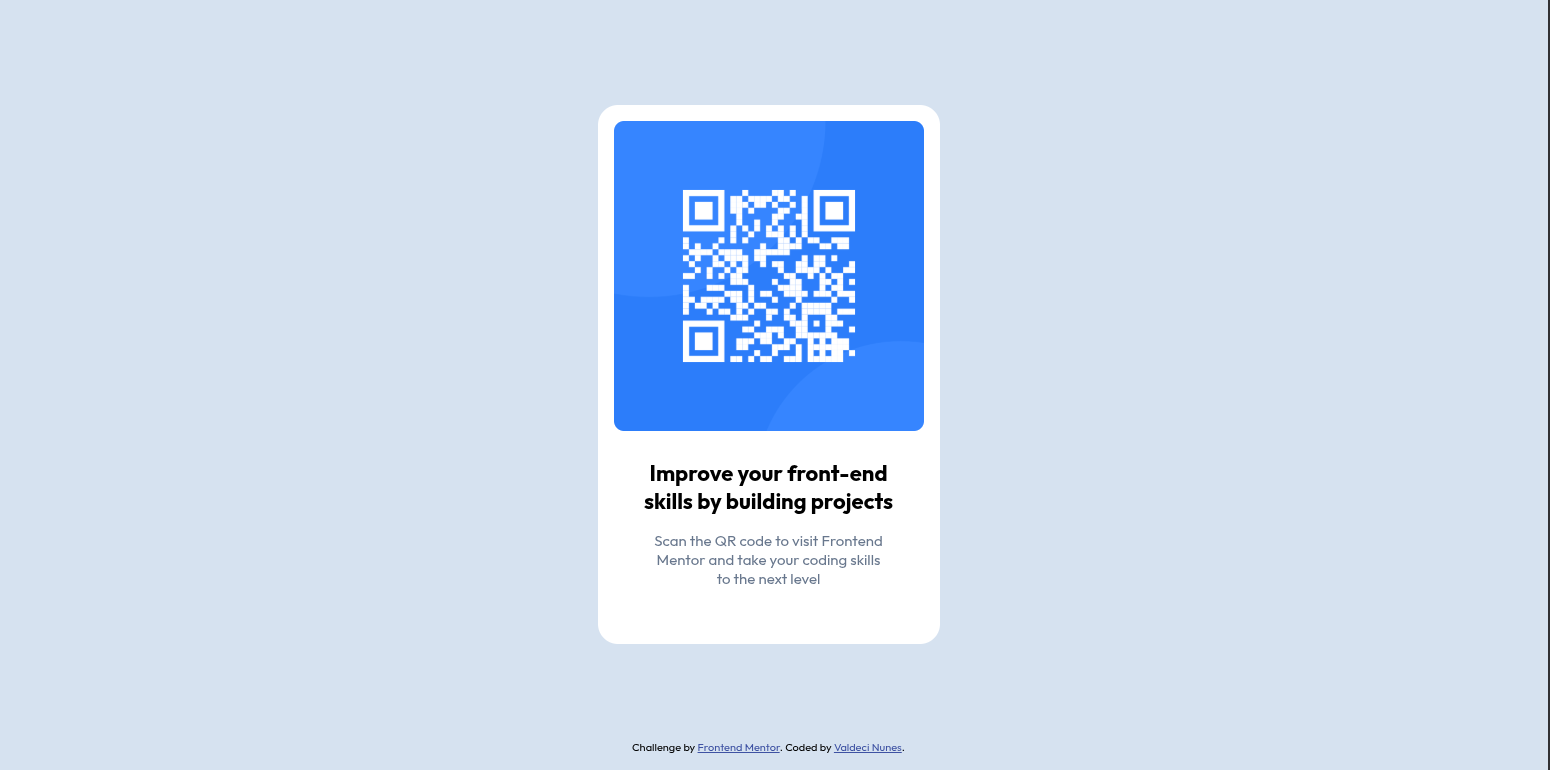 Improve your front-end
skills by building projects
Scan the QR code to visit Frontend
Mentor and take your coding skills
to the next level
Challenge by Frontend Mentor. Coded by Valdeci Nunes.